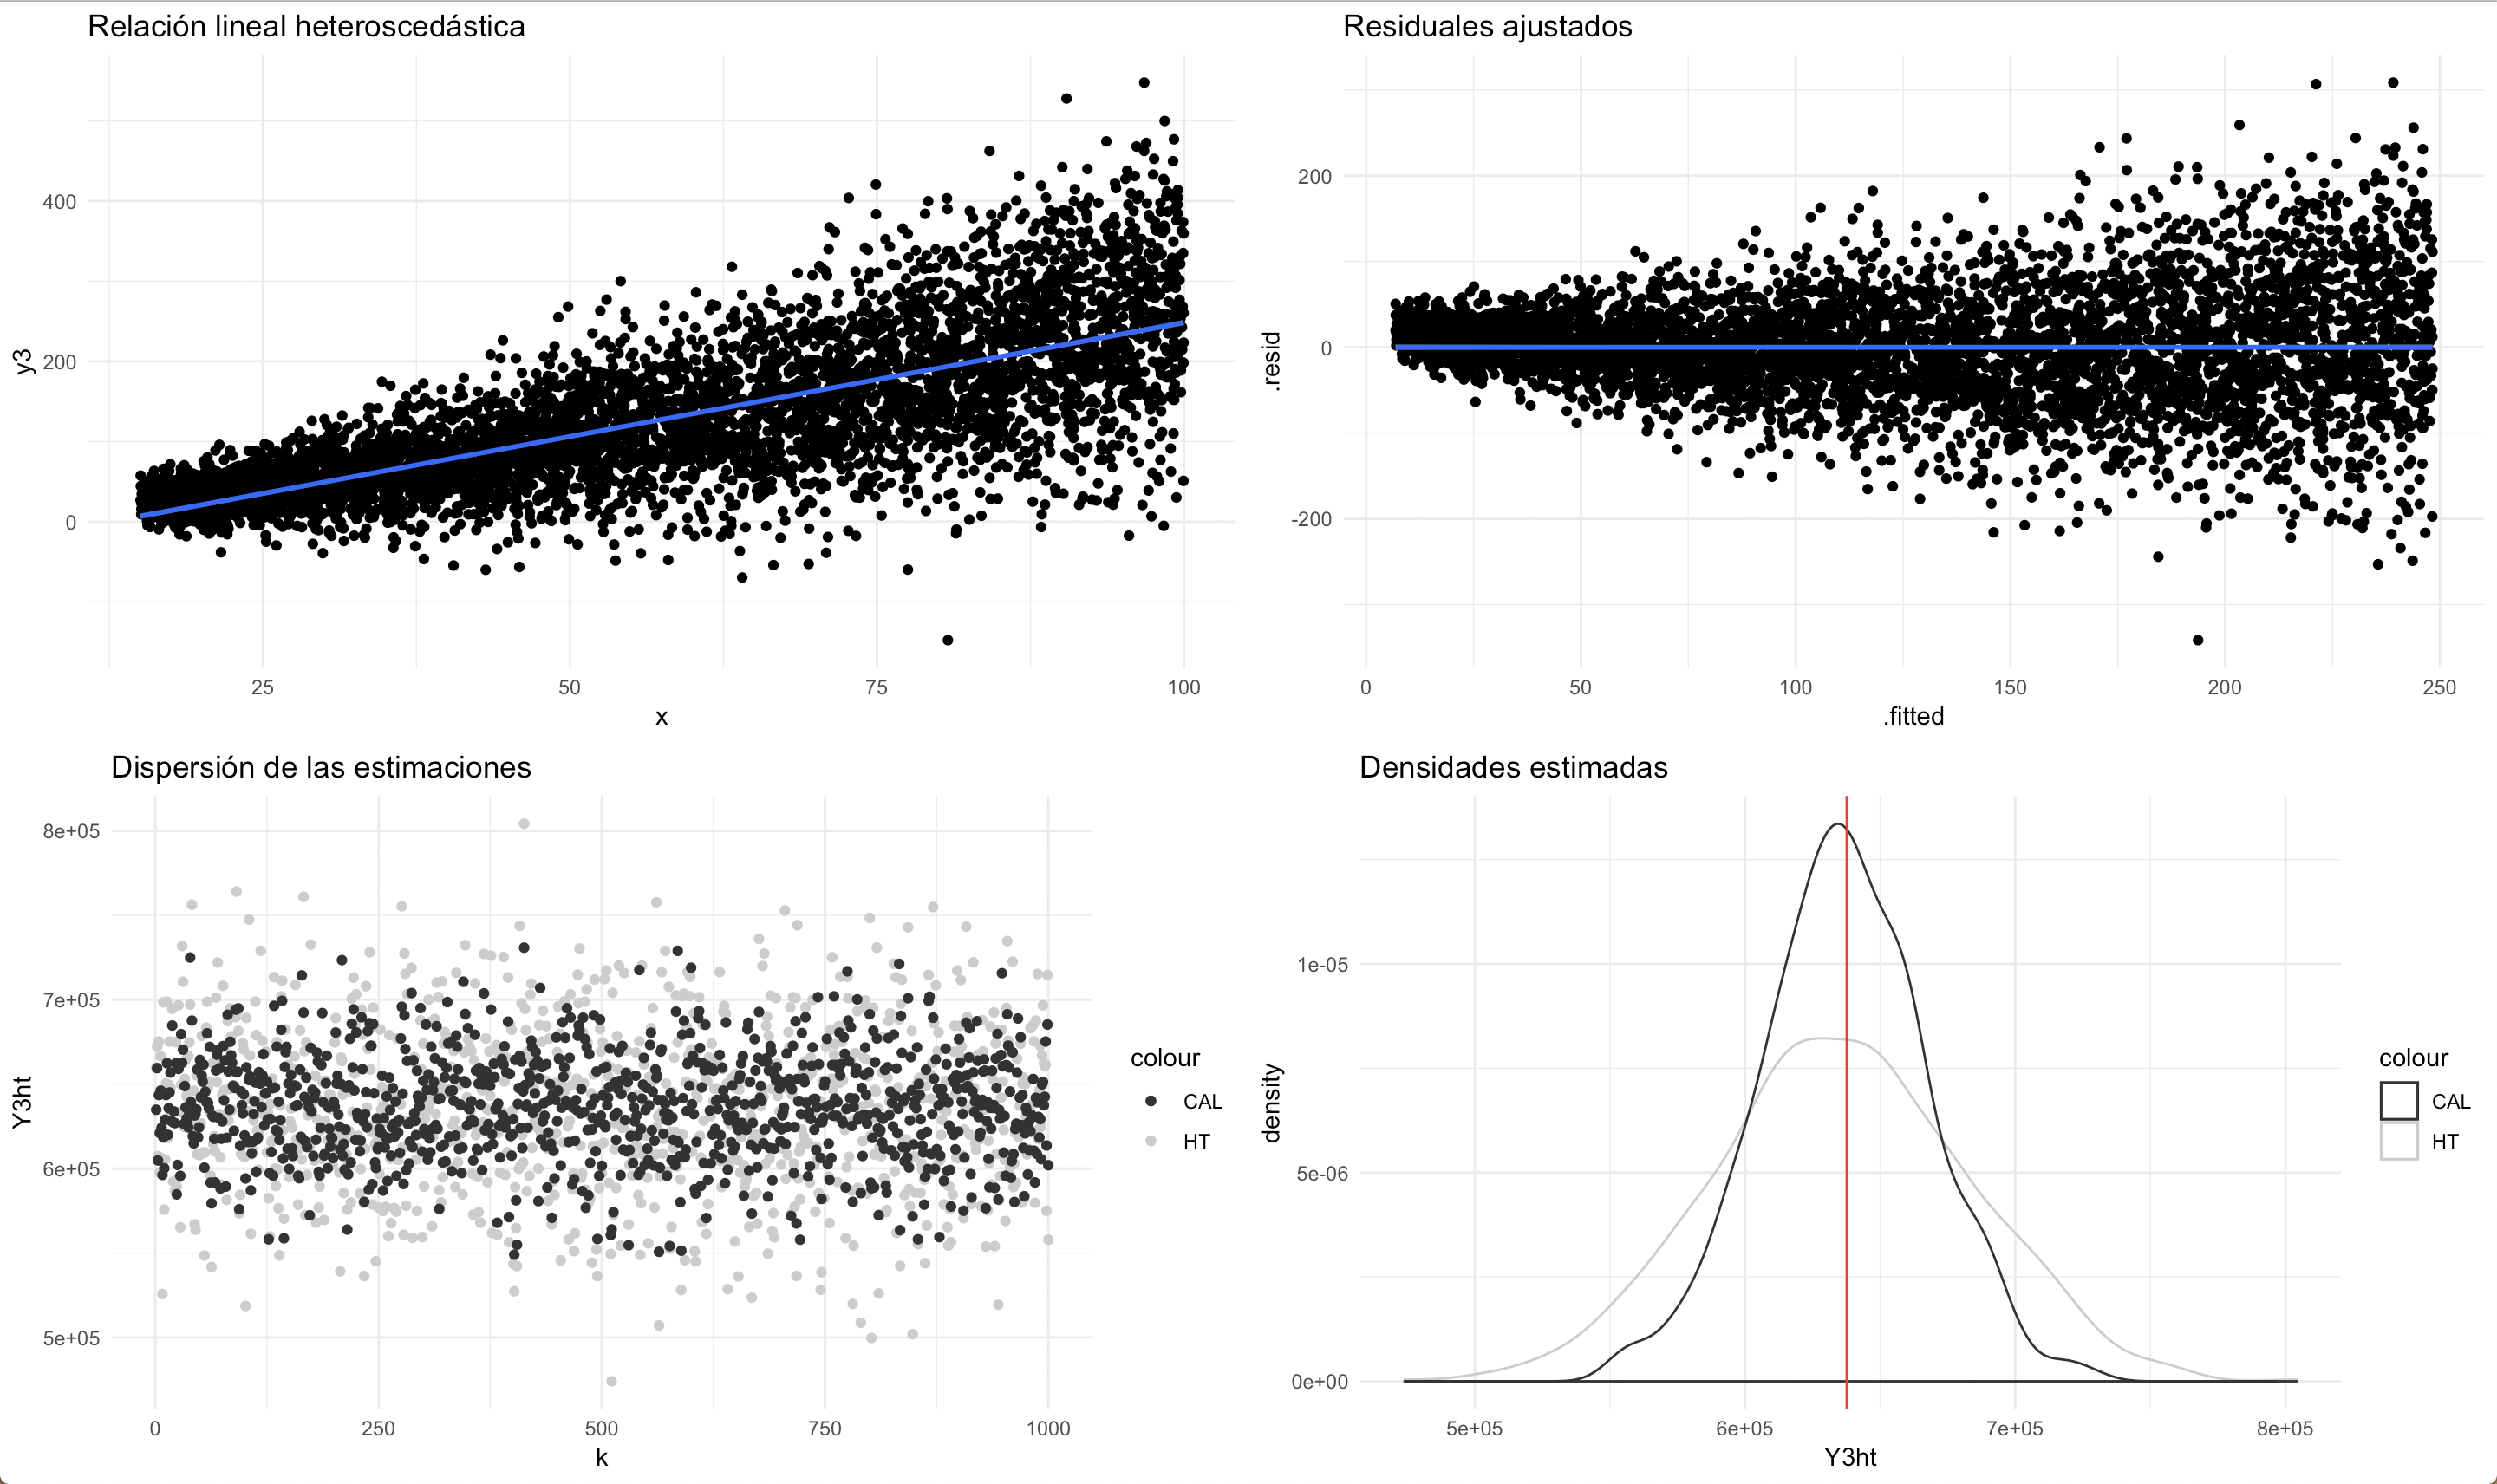 Relación lineal heteroscedástica
400
200
0
y3
25 50 75 100
x
Residuales ajustados
200
0
-200
.resid
0 50 100 150 200 250
.fitted
Dispersión de las estimaciones
8e+05
7e+05
6e+05
5e+05
Y3ht
0 250 500 750 1000
k
colour
CAL
HT
Densidades estimadas
1e-05
5e-06
0e+00
density
5e+05 6e+05 7e+05 8e+05
Y3ht
colour
CAL
HT